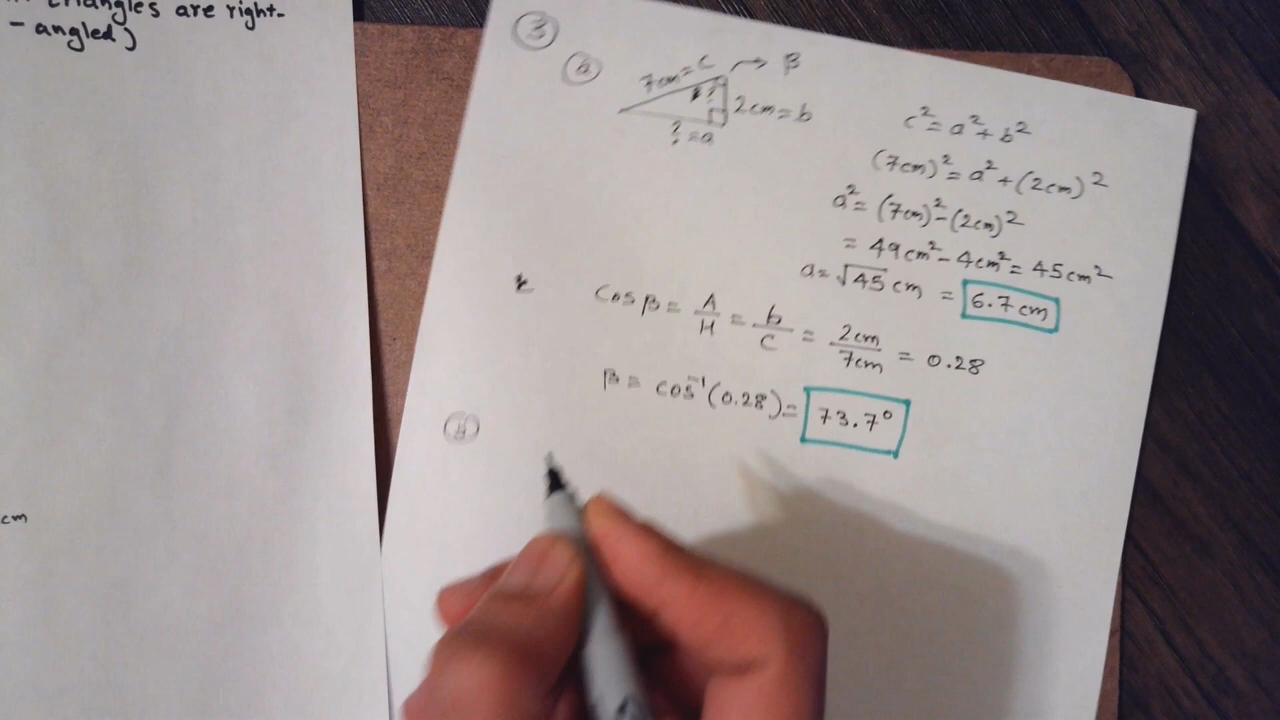 triangles are right-
- angled)
cm
3
a
7cm = c
→ β
2cm = b
? = a
c² = a² + b²
(7cm)² = a² + (2cm)²
a² = (7cm)² - (2cm)²
= 49cm² - 4cm² = 45cm²
a = √45 cm = 6.7cm
cos β = A/H = b/c = 2cm/7cm = 0.28
β = cos⁻¹(0.28) = 73.7°